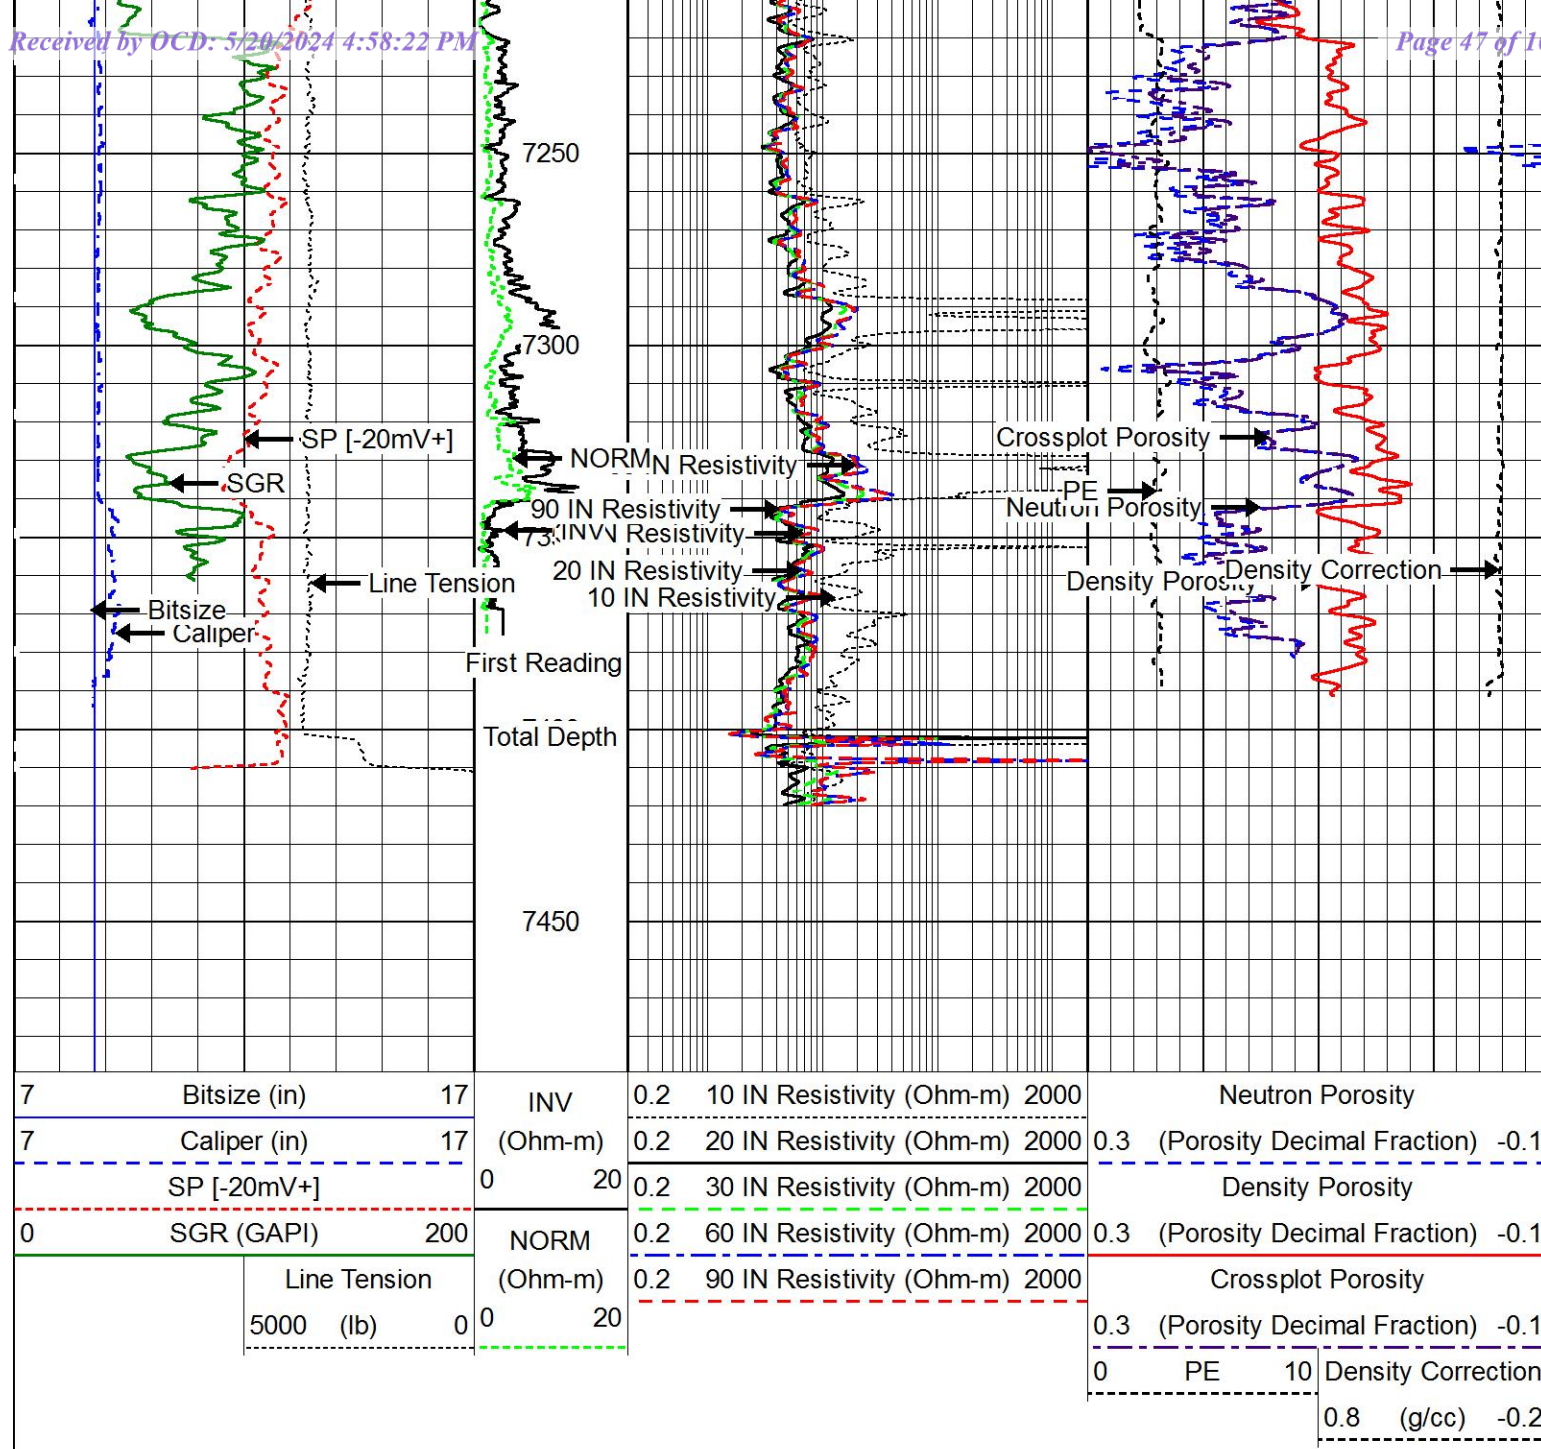 Received by OCD: 5/20/2024 4:58:22 PM
Page 47 of
7250
7300
SP [-20mV+]
SGR
NORM
N Resistivity
Crossplot Porosity
PE
90 IN Resistivity
Neutron Porosity
INV
Resistivity
20 IN Resistivity
10 IN Resistivity
Line Tension
Density Correction
Density
Bitsize
Caliper
First Reading
Total Depth
7450
7 Bitsize (in) 17
7 Caliper (in) 17
SP [-20mV+]
0 SGR (GAPI) 200
Line Tension
5000 (lb) 0
INV
(Ohm-m)
0 20
NORM
(Ohm-m)
0 20
0.2 10 IN Resistivity (Ohm-m) 2000
0.2 20 IN Resistivity (Ohm-m) 2000
0.2 30 IN Resistivity (Ohm-m) 2000
0.2 60 IN Resistivity (Ohm-m) 2000
0.2 90 IN Resistivity (Ohm-m) 2000
Neutron Porosity
0.3 (Porosity Decimal Fraction) -0.1
Density Porosity
0.3 (Porosity Decimal Fraction) -0.1
Crossplot Porosity
0.3 (Porosity Decimal Fraction) -0.1
0 PE 10
Density Correction
0.8 (g/cc) -0.2